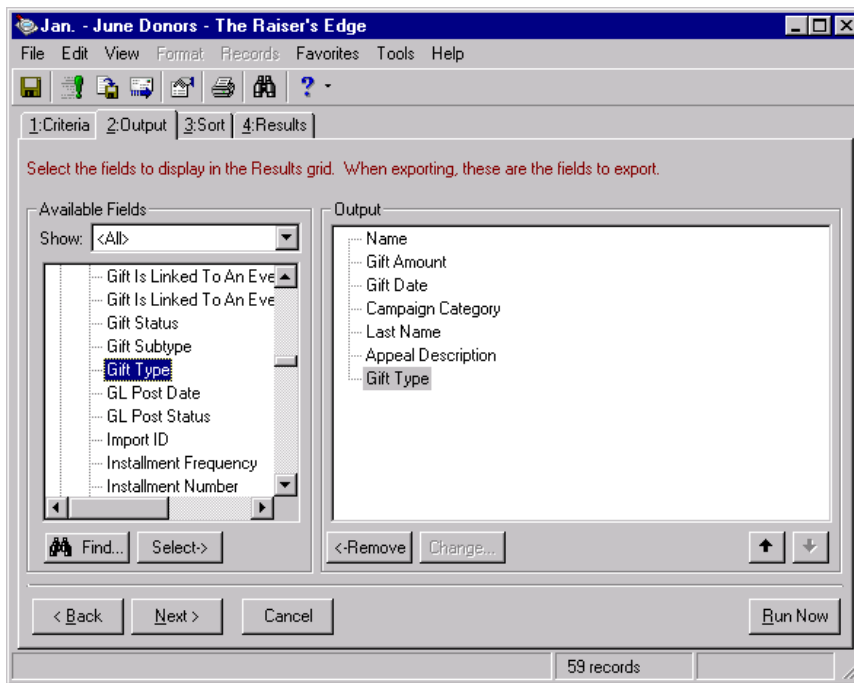 Jan. - June Donors - The Raiser's Edge
File Edit View Format Records Favorites Tools Help
?
1:Criteria 2:Output 3:Sort 4:Results
Select the fields to display in the Results grid. When exporting, these are the fields to export.
Available Fields
Show: <All>
Gift Is Linked To An Eve
Gift Is Linked To An Eve
Gift Status
Gift Subtype
Gift Type
GL Post Date
GL Post Status
Import ID
Installment Frequency
Installment Number
Find... Select->
Output
Name
Gift Amount
Gift Date
Campaign Category
Last Name
Appeal Description
Gift Type
<-Remove Change...
< Back Next > Cancel Run Now
59 records